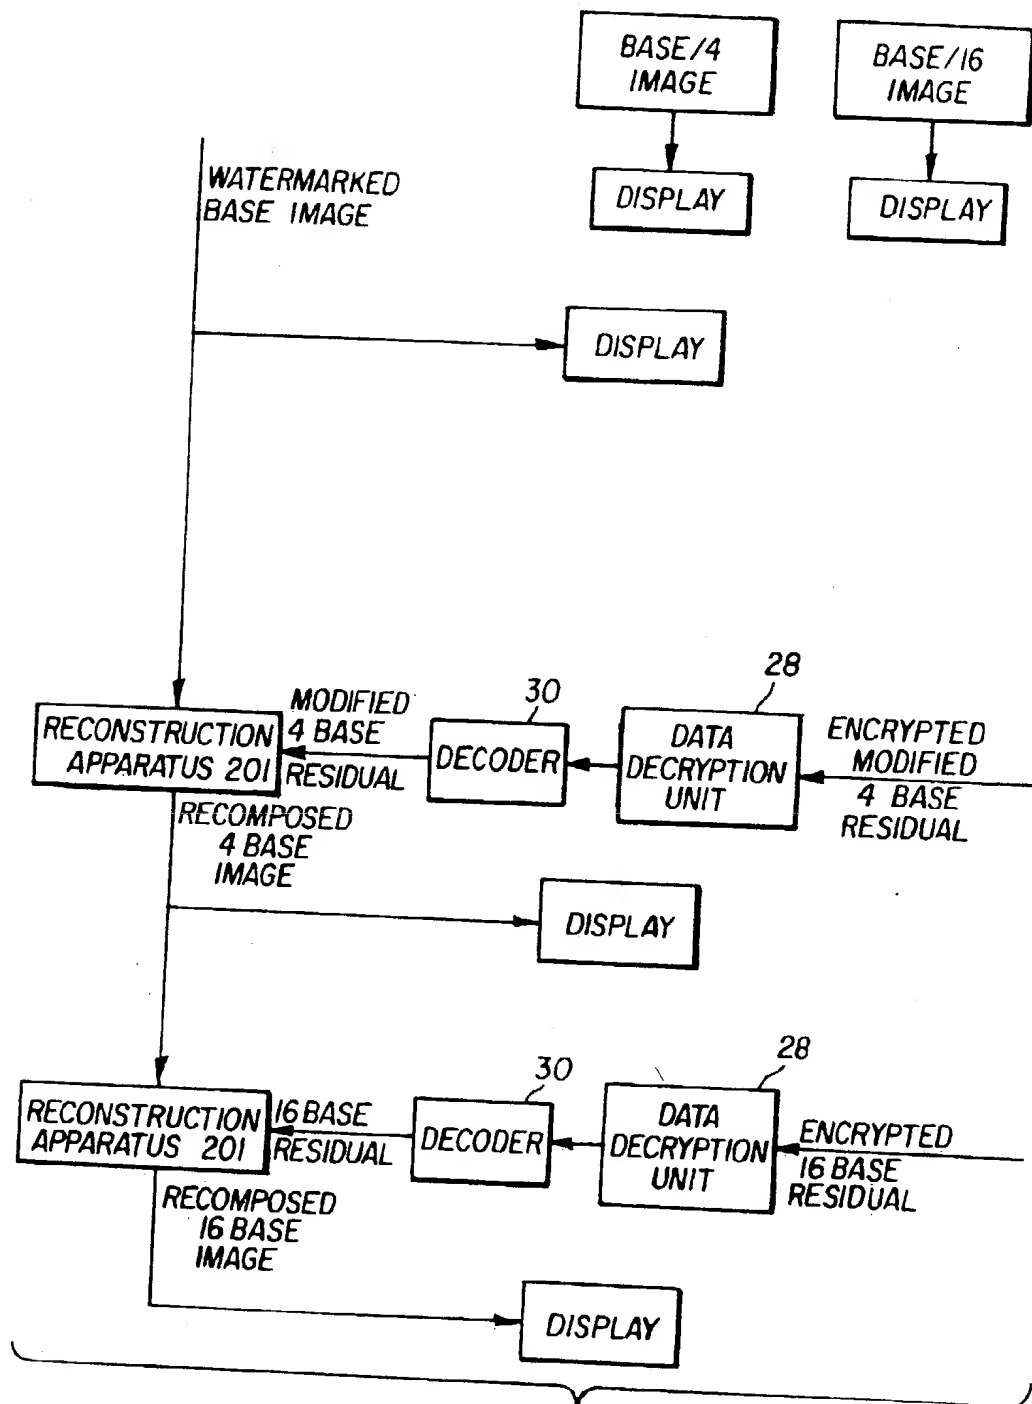 BASE/4
IMAGE
BASE/16
IMAGE
DISPLAY
DISPLAY
WATERMARKED
BASE IMAGE
DISPLAY
28
30
MODIFIED
4 BASE
RESIDUAL
RECONSTRUCTION
APPARATUS 201
DECODER
DATA
DECRYPTION
UNIT
ENCRYPTED
MODIFIED
4 BASE
RESIDUAL
RECOMPOSED
4 BASE
IMAGE
DISPLAY
28
30
RECONSTRUCTION
APPARATUS 201
16 BASE
RESIDUAL
DECODER
DATA
DECRYPTION
UNIT
ENCRYPTED
16 BASE
RESIDUAL
RECOMPOSED
16 BASE
IMAGE
DISPLAY